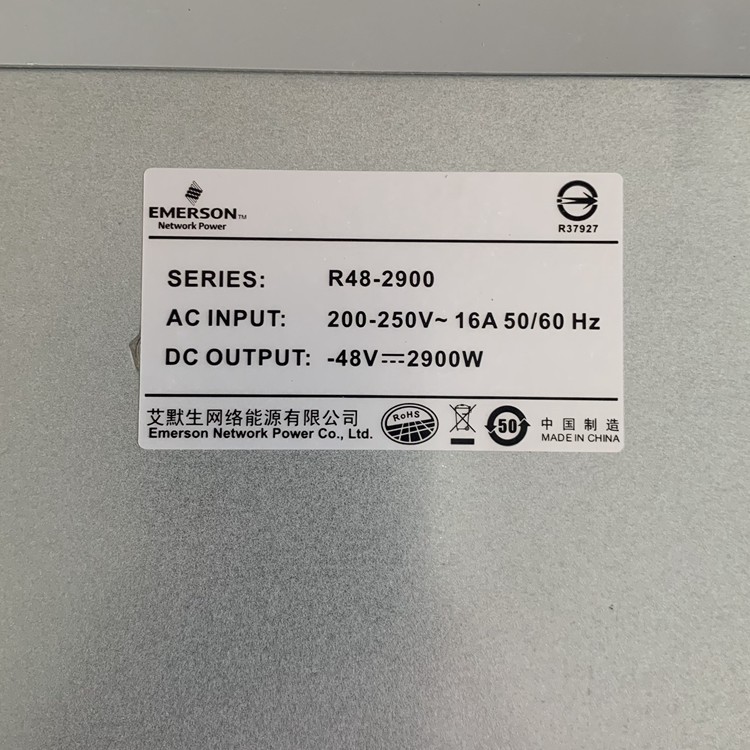 EMERSON™
Network Power
R37927
SERIES: R48-2900
AC INPUT: 200-250V~ 16A 50/60 Hz
DC OUTPUT: -48V⎓2900W
艾默生网络能源有限公司
Emerson Network Power Co., Ltd.
RoHS
50
中国制造
MADE IN CHINA